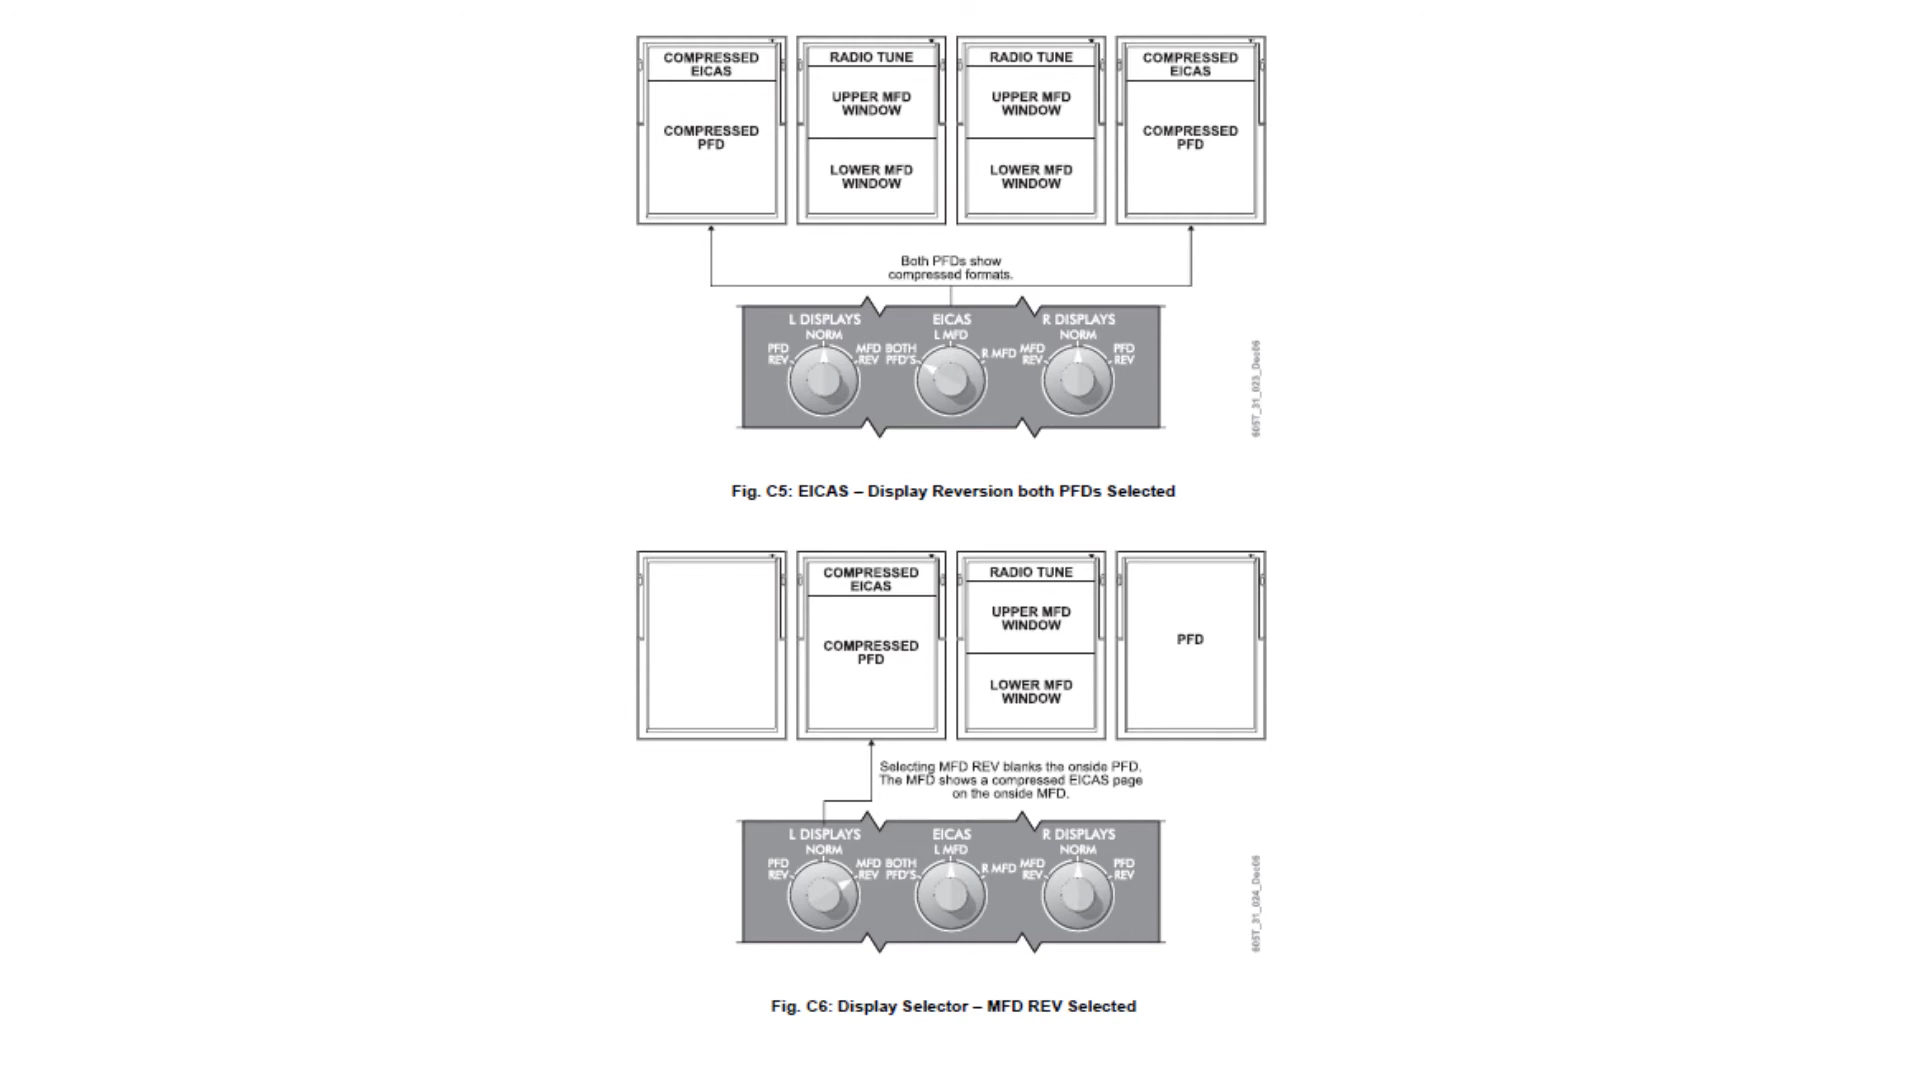 COMPRESSED
EICAS
COMPRESSED
PFD
RADIO TUNE
UPPER MFD
WINDOW
LOWER MFD
WINDOW
RADIO TUNE
UPPER MFD
WINDOW
LOWER MFD
WINDOW
COMPRESSED
EICAS
COMPRESSED
PFD
Both PFDs show
compressed formats.
L DISPLAYS
NORM
PFD
REV
MFD
REV
EICAS
L MFD
BOTH
PFD'S
R MFD
R DISPLAYS
NORM
MFD
REV
PFD
REV
605T_31_023_Dec06
Fig. C5: EICAS – Display Reversion both PFDs Selected
COMPRESSED
EICAS
COMPRESSED
PFD
RADIO TUNE
UPPER MFD
WINDOW
LOWER MFD
WINDOW
PFD
Selecting MFD REV blanks the onside PFD.
The MFD shows a compressed EICAS page
on the onside MFD.
L DISPLAYS
NORM
PFD
REV
MFD
REV
EICAS
L MFD
BOTH
PFD'S
R MFD
R DISPLAYS
NORM
MFD
REV
PFD
REV
605T_31_024_Dec06
Fig. C6: Display Selector – MFD REV Selected